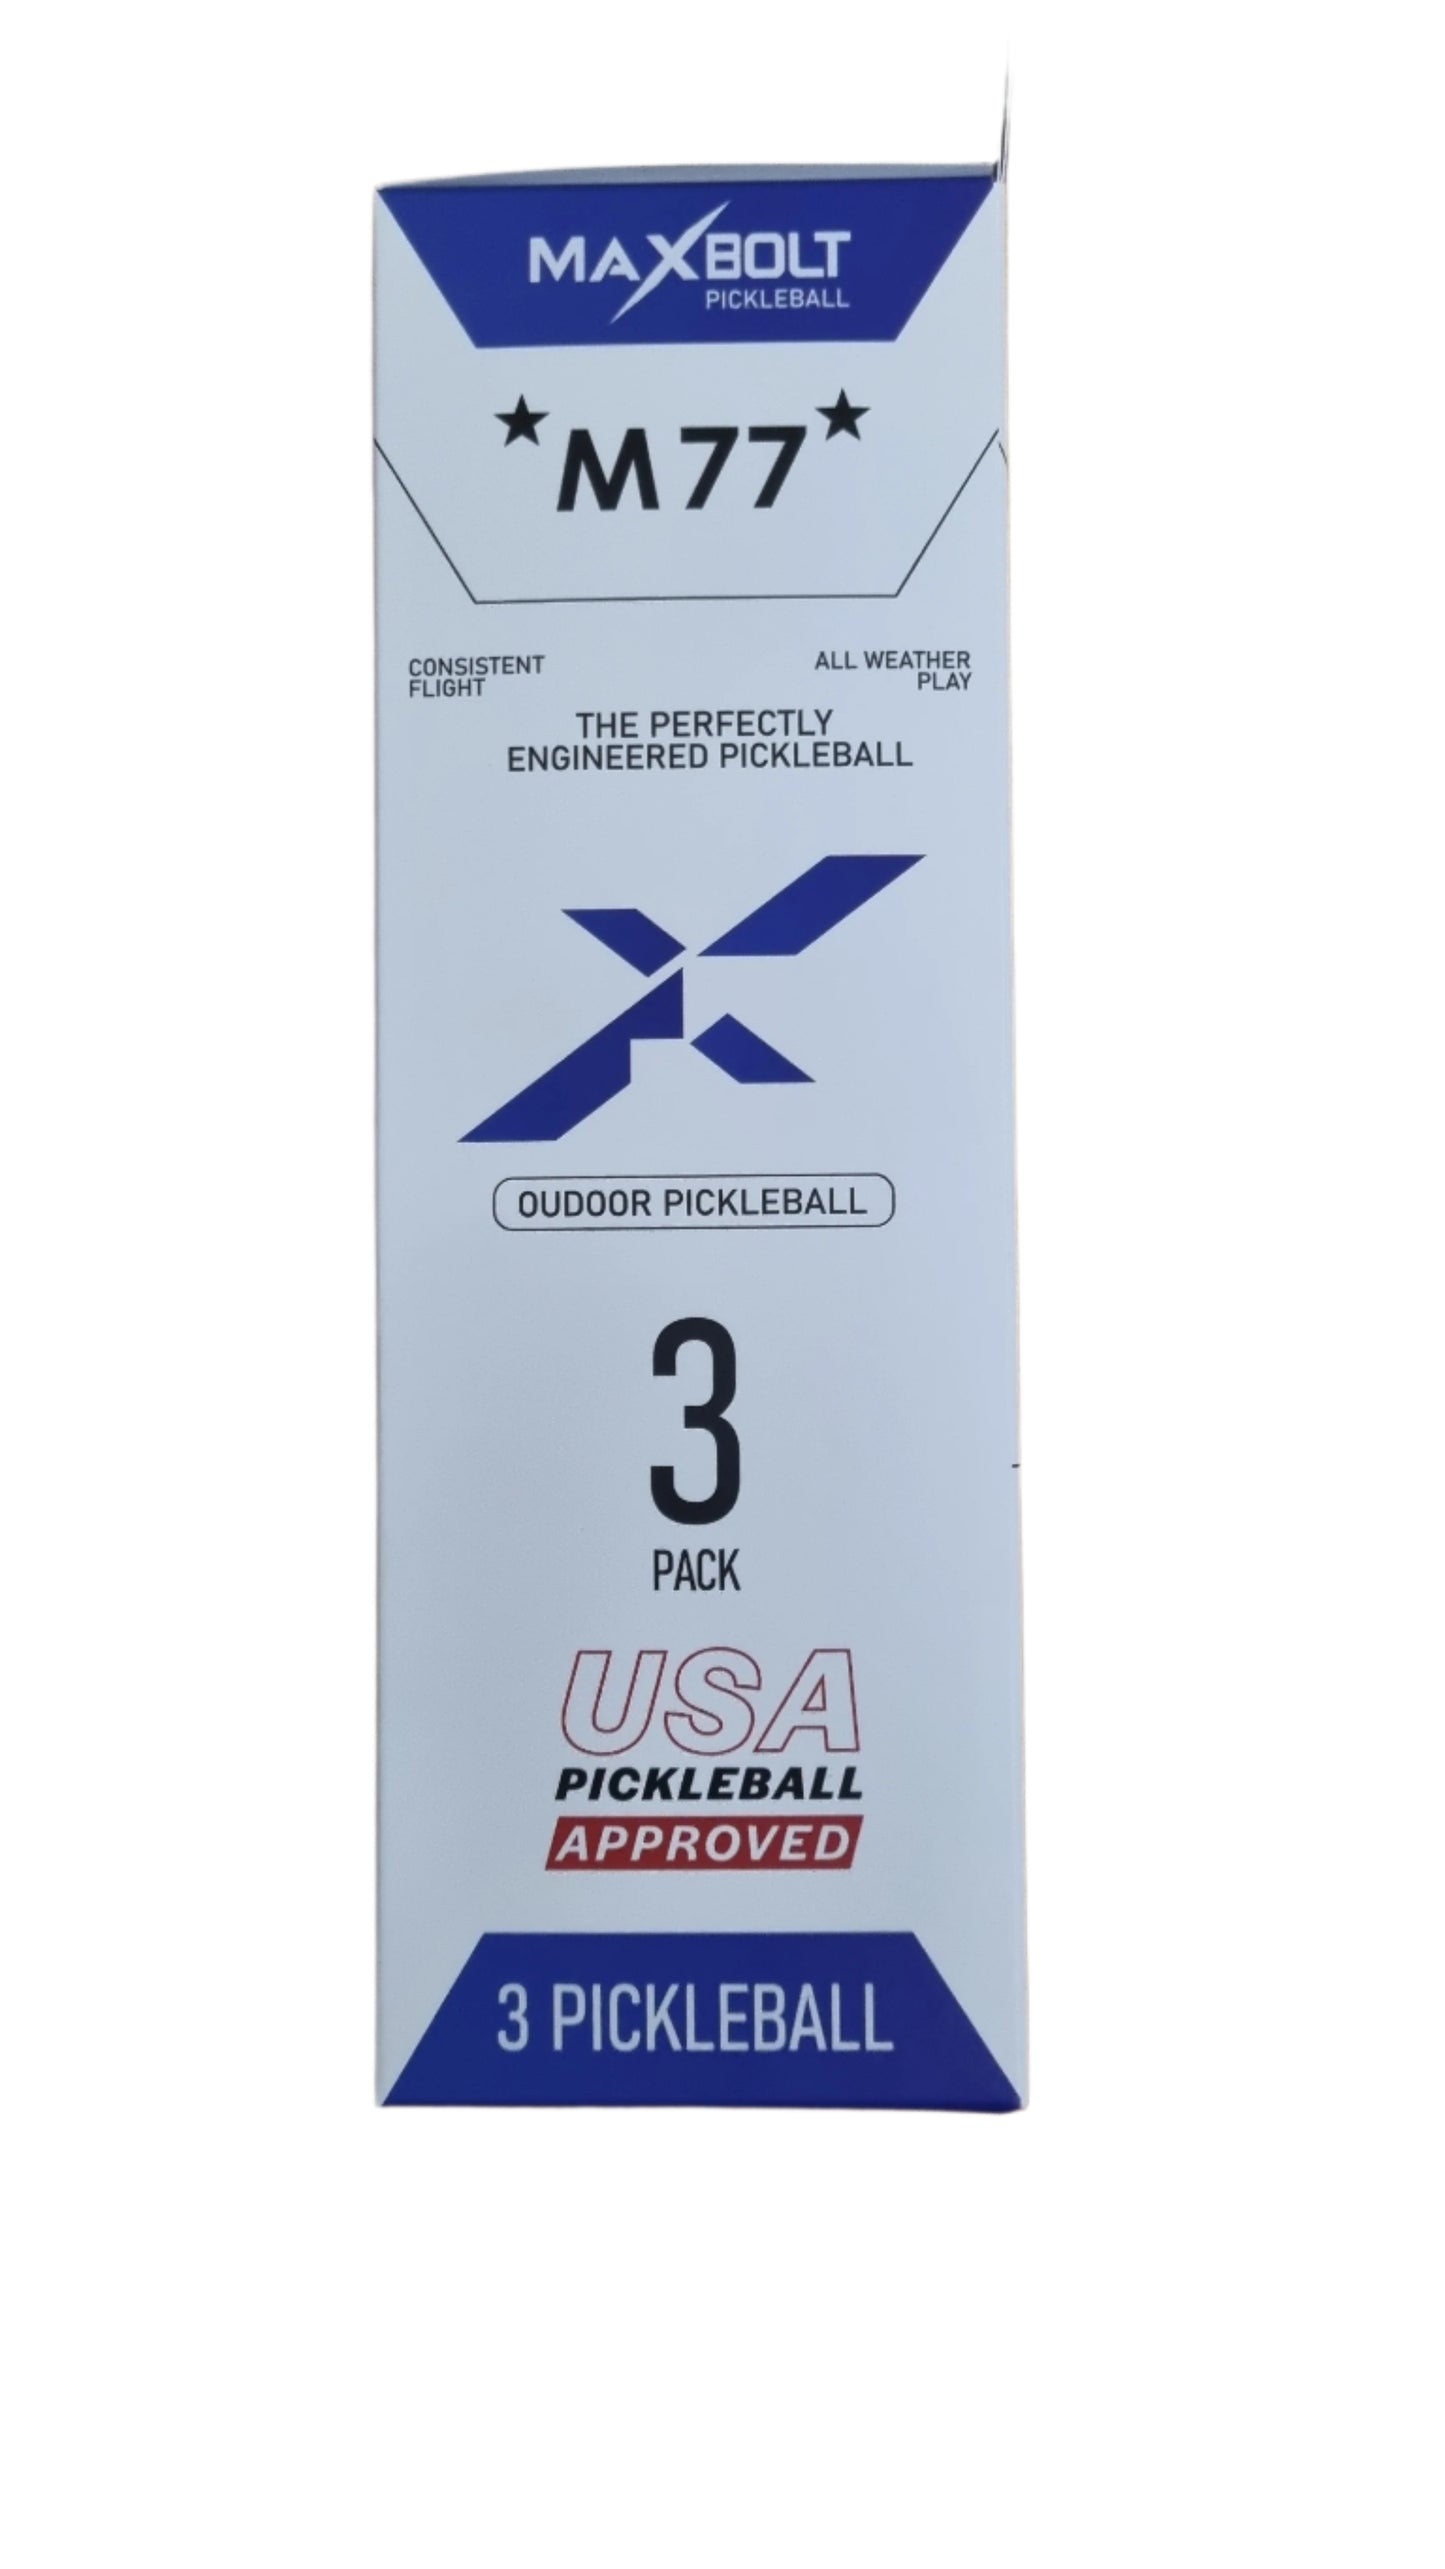 MAXBOLT
PICKLEBALL
M77
CONSISTENT
FLIGHT
ALL WEATHER
PLAY
THE PERFECTLY
ENGINEERED PICKLEBALL
OUDOOR PICKLEBALL
3
PACK
USA
PICKLEBALL
APPROVED
3 PICKLEBALL